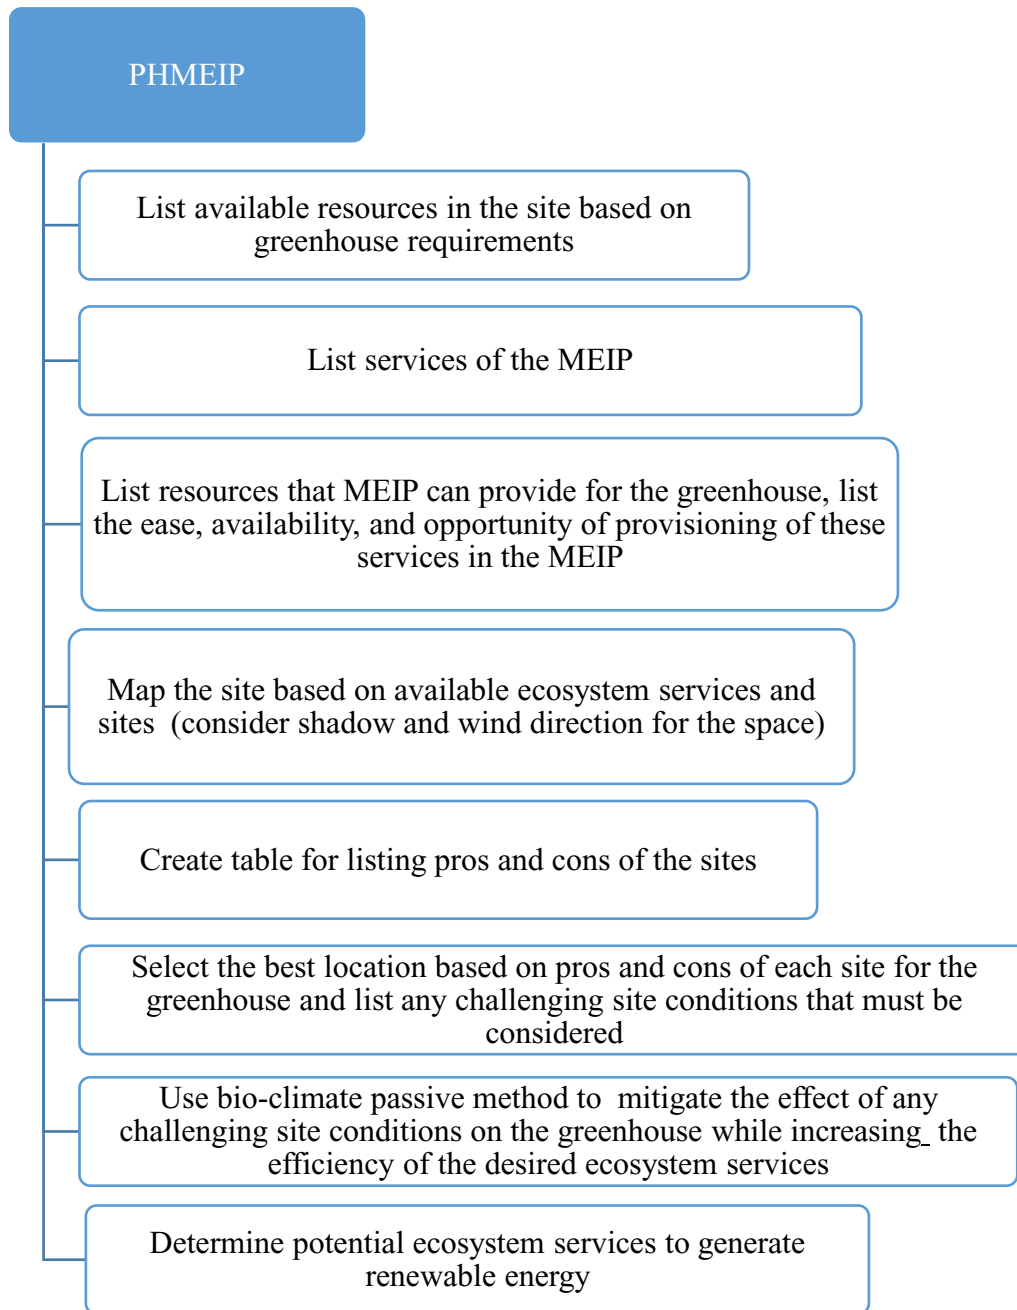 PHMEIP
List available resources in the site based on
greenhouse requirements
List services of the MEIP
List resources that MEIP can provide for the greenhouse, list
the ease, availability, and opportunity of provisioning of these
services in the MEIP
Map the site based on available ecosystem services and
sites  (consider shadow and wind direction for the space)
Create table for listing pros and cons of the sites
Select the best location based on pros and cons of each site for the
greenhouse and list any challenging site conditions that must be
considered
Use bio-climate passive method to  mitigate the effect of any
challenging site conditions on the greenhouse while increasing_ the
efficiency of the desired ecosystem services
Determine potential ecosystem services to generate
renewable energy